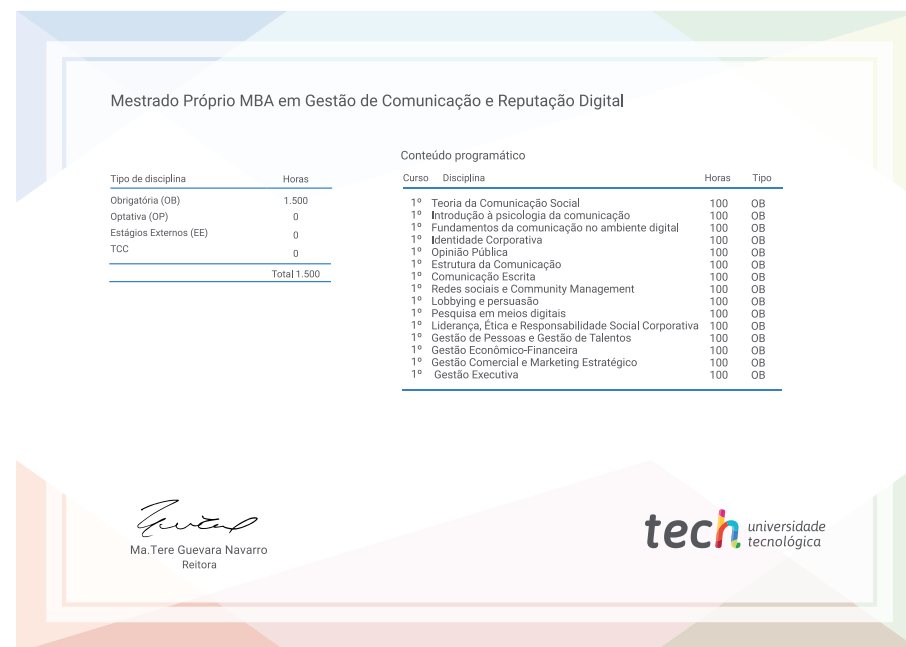 Mestrado Próprio MBA em Gestão de Comunicação e Reputação Digital
Tipo de disciplina Horas
Obrigatória (OB) 1.500
Optativa (OP) 0
Estágios Externos (EE) 0
TCC 0
Total 1.500
Conteúdo programático
Curso Disciplina Horas Tipo
1º Teoria da Comunicação Social 100 OB
1º Introdução à psicologia da comunicação 100 OB
1º Fundamentos da comunicação no ambiente digital 100 OB
1º Identidade Corporativa 100 OB
1º Opinião Pública 100 OB
1º Estrutura da Comunicação 100 OB
1º Comunicação Escrita 100 OB
1º Redes sociais e Community Management 100 OB
1º Lobbying e persuasão 100 OB
1º Pesquisa em meios digitais 100 OB
1º Liderança, Ética e Responsabilidade Social Corporativa 100 OB
1º Gestão de Pessoas e Gestão de Talentos 100 OB
1º Gestão Econômico-Financeira 100 OB
1º Gestão Comercial e Marketing Estratégico 100 OB
1º Gestão Executiva 100 OB
Ma.Tere Guevara Navarro
Reitora
tech universidade
tecnológica